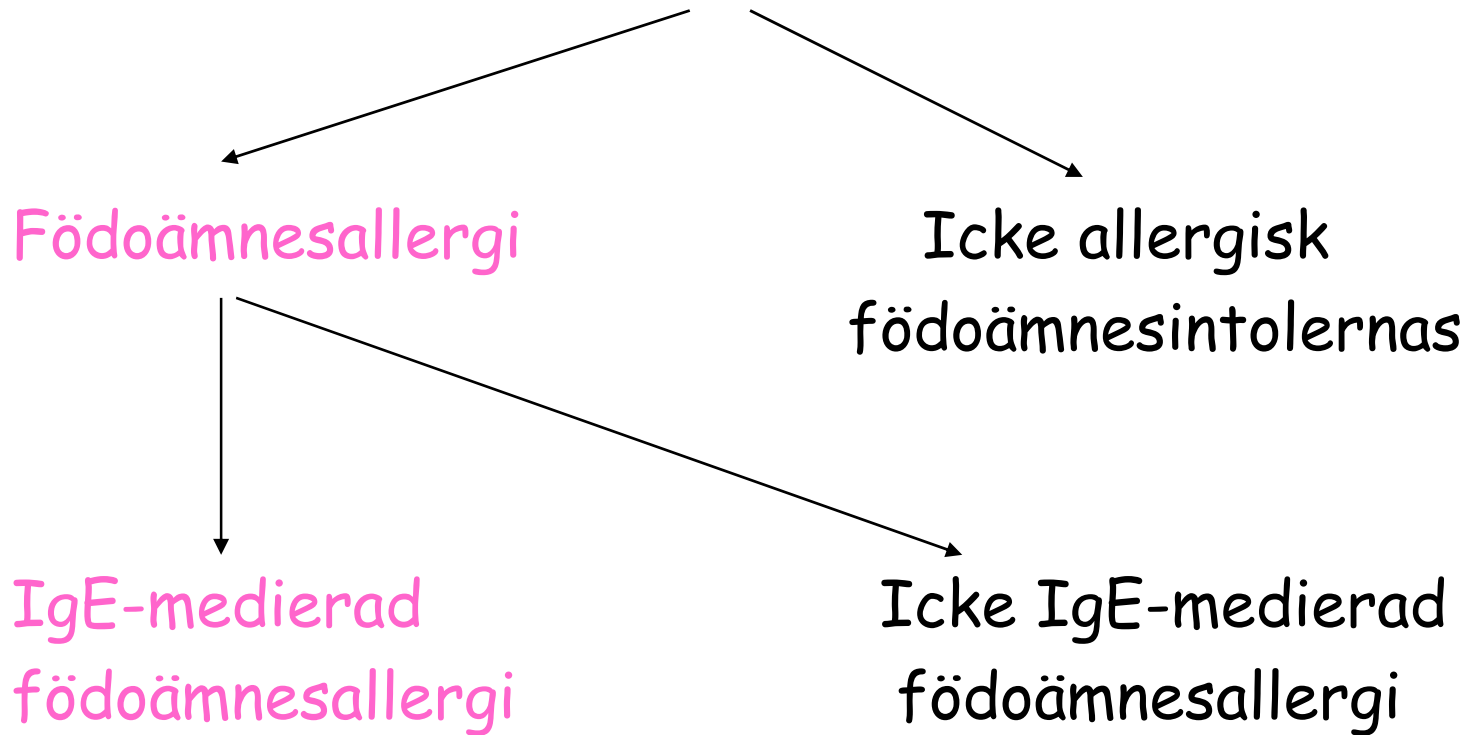 Födoämnesallergi
Icke allergisk
födoämnesintolernas
IgE-medierad
födoämnesallergi
Icke IgE-medierad
födoämnesallergi